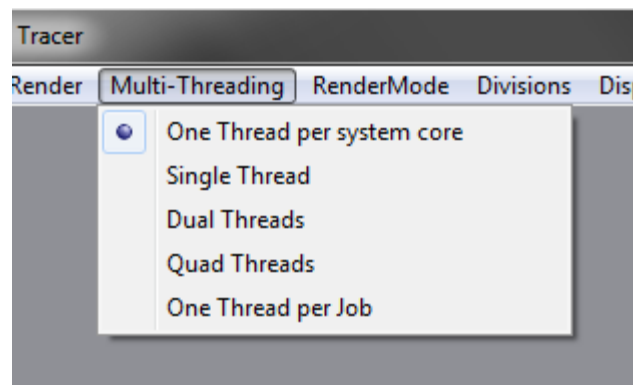 Tracer
Render Multi-Threading RenderMode Divisions
One Thread per system core
Single Thread
Dual Threads
Quad Threads
One Thread per Job